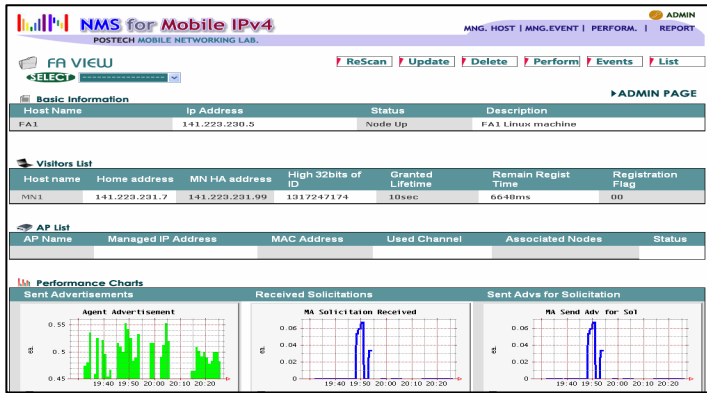 NMS for Mobile IPv4
POSTECH MOBILE NETWORKING LAB.
ADMIN
MNG. HOST | MNG.EVENT | PERFORM. | REPORT
FA VIEW
ReScan Update Delete Perform Events List
SELECT -----------------
Basic Information
ADMIN PAGE
Host Name Ip Address Status Description
FA1 141.223.230.5 Node Up FA1 Linux machine
Visitors List
Host name Home address MN HA address High 32bits of ID Granted Lifetime Remain Regist Time Registration Flag
MN1 141.223.231.7 141.223.231.99 1317247174 10sec 6648ms 00
AP List
AP Name Managed IP Address MAC Address Used Channel Associated Nodes Status
Performance Charts
Sent Advertisements Received Solicitations Sent Advs for Solicitation
Agent Advertisement
0.55
0.5
0.45
ea.
19:40 19:50 20:00 20:10 20:20
MA Solicitaion Received
0.06
0.04
0.02
0
ea.
19:40 19:50 20:00 20:10 20:20
MA Send Adv for Sol
0.06
0.04
0.02
0
ea.
19:40 19:50 20:00 20:10 20:20